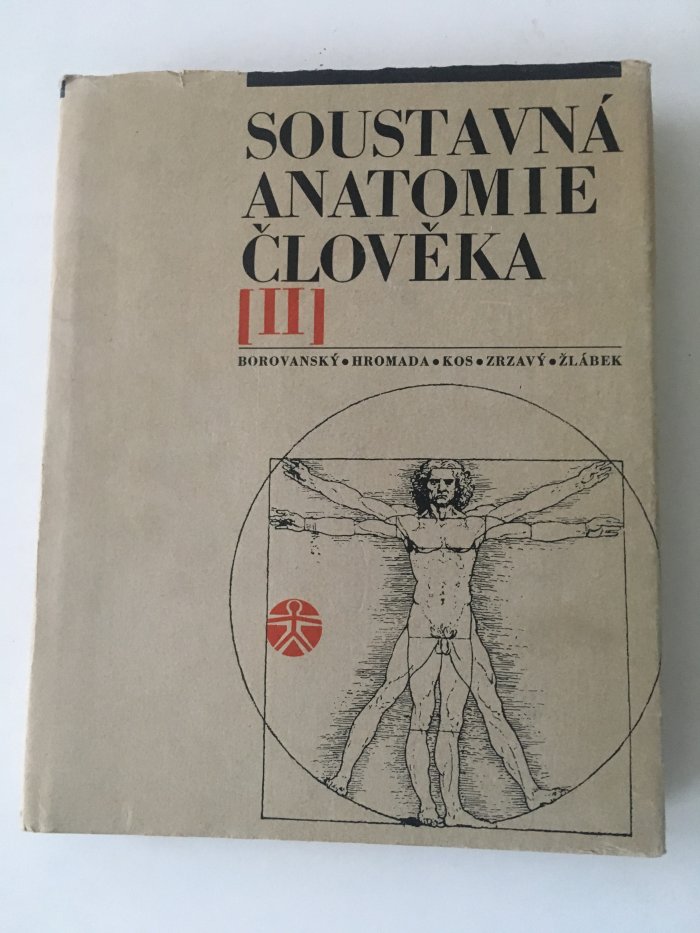 SOUSTAVNÁ
ANATOMIE
ČLOVĚKA
[II]
BOROVANSKÝ • HROMADA • KOS • ZRZAVÝ • ŽLÁBEK